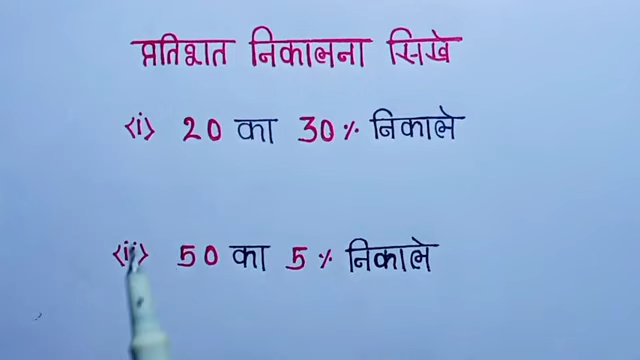 प्रतिशत निकालना सिखे
<i> 20 का 30% निकाले
<ii> 50 का 5% निकाले